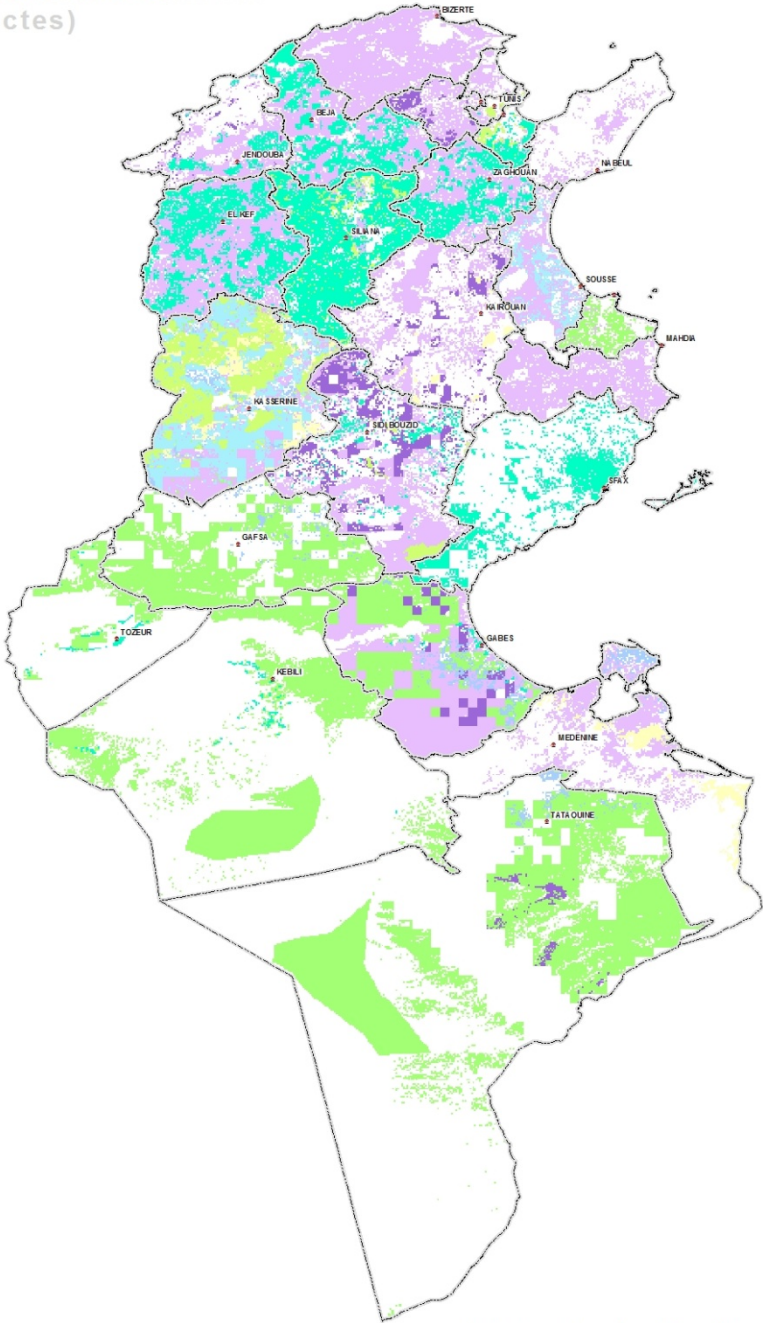 ctes)
BIZERTE
TUNIS
BEJA
JENDOUBA
NABEUL
ZAGHOUAN
EL KEF
SILIANA
SOUSSE
KAIROUAN
MAHDIA
KASSERINE
SIDI BOUZID
SFAX
GAFSA
TOZEUR
GABES
KEBILI
MEDENINE
TATAOUINE